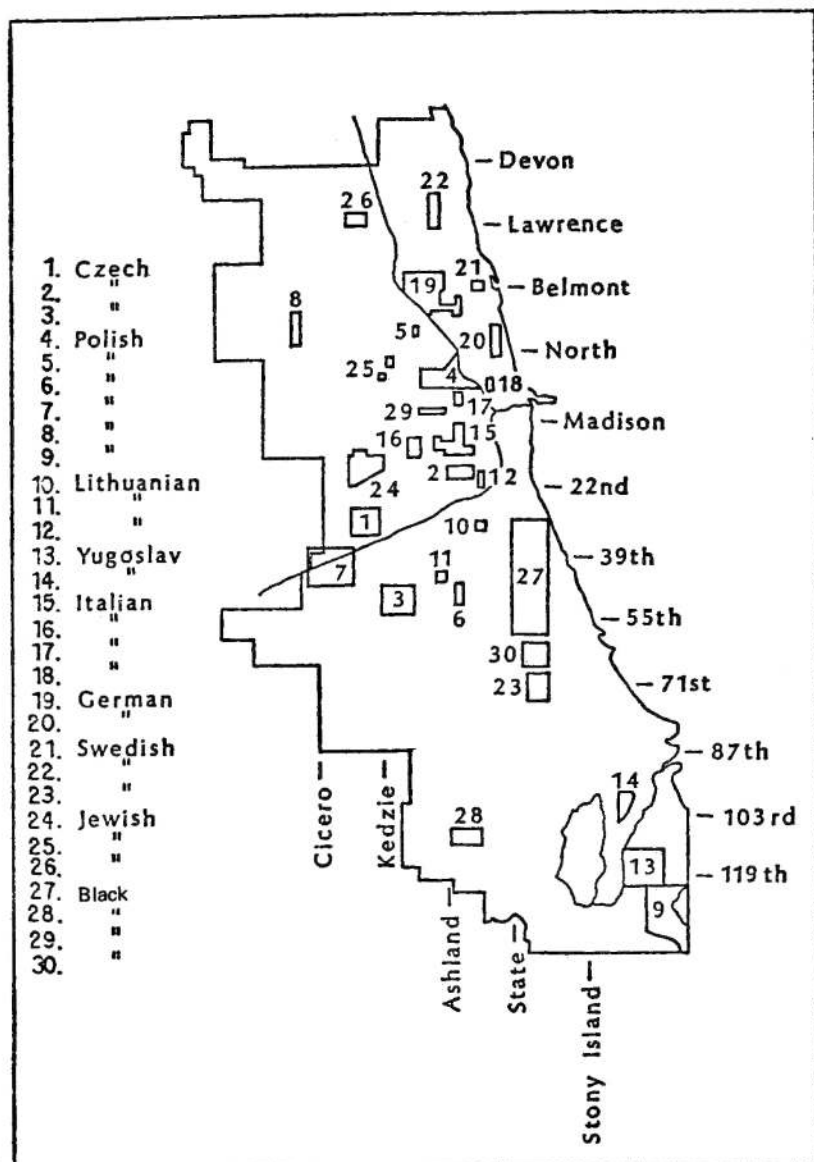 1. Czech
2. "
3. "
4. Polish
5. "
6. "
7. "
8. "
9. "
10. Lithuanian
11. "
12. "
13. Yugoslav
14. "
15. Italian
16. "
17. "
18. "
19. German
20. "
21. Swedish
22. "
23. "
24. Jewish
25. "
26. "
27. Black
28. "
29. "
30. "
Devon
22
26
Lawrence
21
Belmont
19
8
5
20
North
25
4
18
29
17
Madison
16
15
2
12
24
22nd
1
10
39th
7
11
27
3
6
55th
30
23
71st
87th
14
103rd
28
13
119th
9
Cicero
Kedzie
Ashland
State
Stony Island